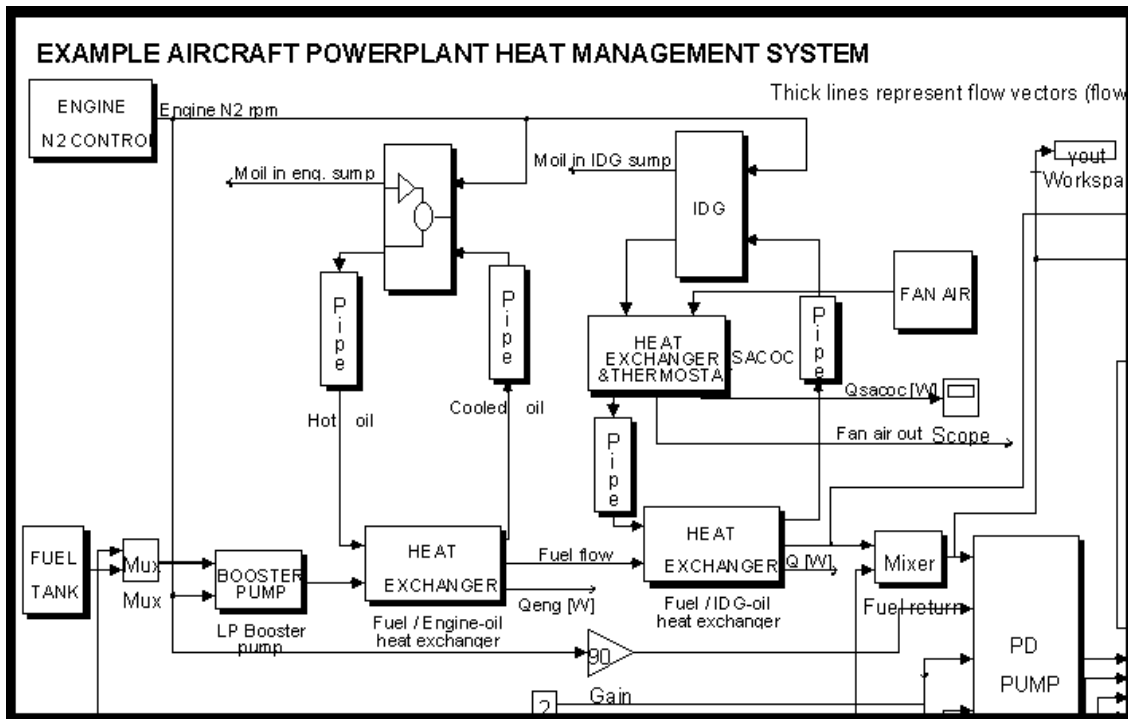 EXAMPLE AIRCRAFT POWERPLANT HEAT MANAGEMENT SYSTEM
Thick lines represent flow vectors (flow
ENGINE
N2 CONTROL
Engine N2 rpm
Moil in eng. sump
Moil in IDG sump
IDG
yout
Workspa
FAN AIR
Pipe
Pipe
Pipe
HEAT
EXCHANGER
&THERMOSTA
SACOC
Qsacoc [W]
Hot oil
Cooled oil
Pipe
Fan air out
Scope
FUEL
TANK
Mux
Mux
BOOSTER
PUMP
LP Booster
pump
HEAT
EXCHANGER
Fuel / Engine-oil
heat exchanger
Fuel flow
Qeng [W]
HEAT
EXCHANGER
Fuel / IDG-oil
heat exchanger
Q [W]
Mixer
Fuel return
PD
PUMP
90
Gain
2